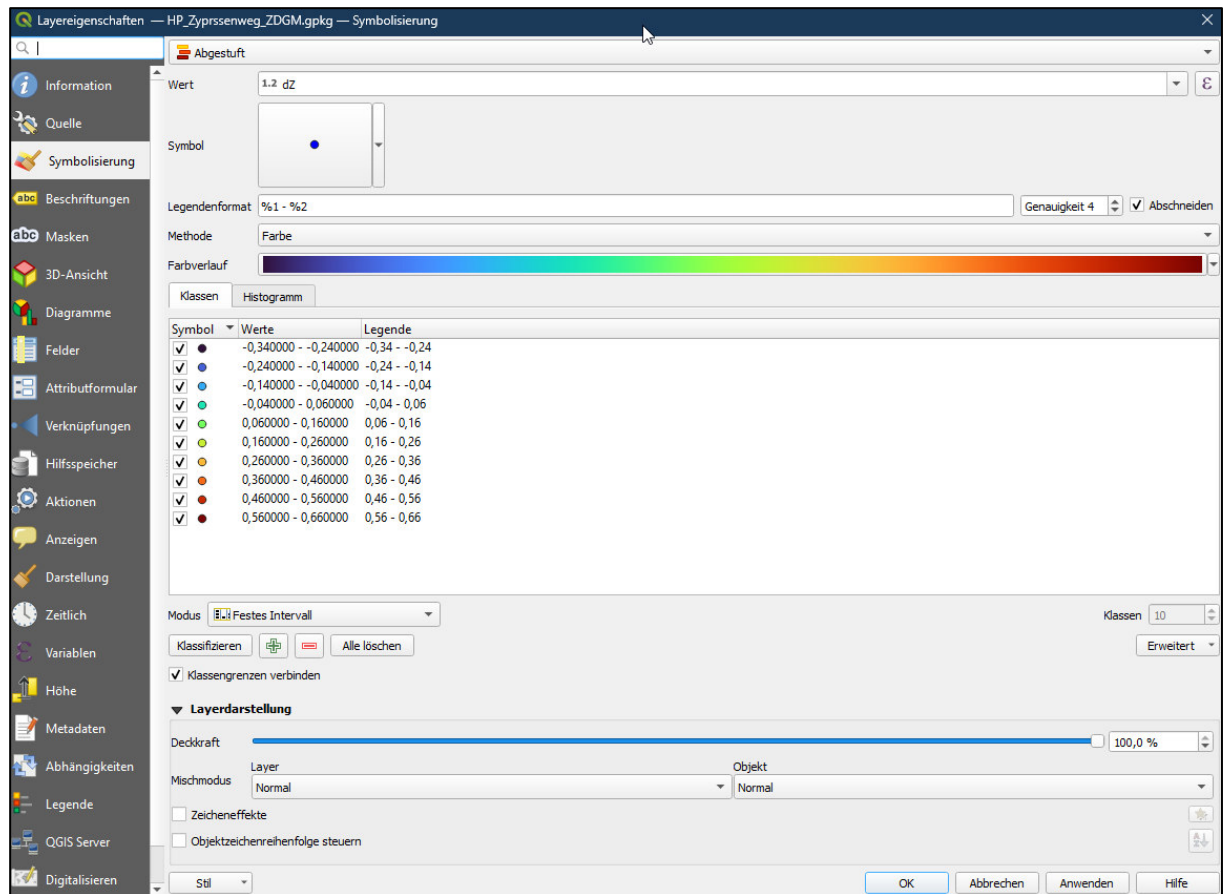 Layereigenschaften — HP_Zyprssenweg_ZDGM.gpkg — Symbolisierung
Abgestuft
Information
Wert
1.2 dZ
ε
Quelle
Symbolisierung
Symbol
abc Beschriftungen
Legendenformat %1 - %2 Genauigkeit 4 Abschneiden
abc Masken
Methode Farbe
3D-Ansicht
Farbverlauf
Diagramme
Klassen Histogramm
Felder
Symbol Werte Legende
-0,340000 - -0,240000 -0,34 - -0,24
-0,240000 - -0,140000 -0,24 - -0,14
-0,140000 - -0,040000 -0,14 - -0,04
-0,040000 - 0,060000 -0,04 - 0,06
0,060000 - 0,160000 0,06 - 0,16
0,160000 - 0,260000 0,16 - 0,26
0,260000 - 0,360000 0,26 - 0,36
0,360000 - 0,460000 0,36 - 0,46
0,460000 - 0,560000 0,46 - 0,56
0,560000 - 0,660000 0,56 - 0,66
Attributformular
Verknüpfungen
Hilfsspeicher
Aktionen
Anzeigen
Darstellung
Zeitlich
Modus Festes Intervall Klassen 10
Variablen
Klassifizieren Alle löschen Erweitert
Klassengrenzen verbinden
Höhe
Layerdarstellung
Metadaten
Deckkraft 100,0 %
Abhängigkeiten
Layer Objekt
Mischmodus Normal Normal
Legende
Zeicheneffekte
QGIS Server
Objektzeichenreihenfolge steuern
Digitalisieren
Stil OK Abbrechen Anwenden Hilfe